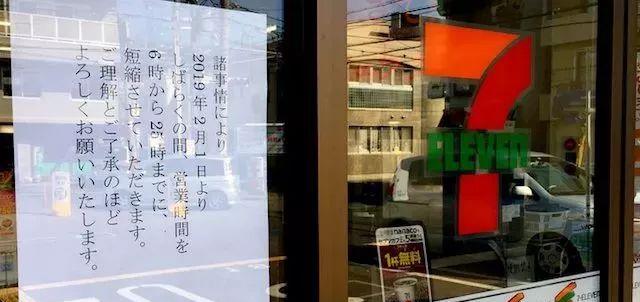 諸事情により
2019年2月1日より
しばらくの間、営業時間を
6時から25時までに、
短縮させていただきます。
ご理解とご了承のほど
よろしくお願いいたします。
7
ELEVEN
nanaco
1杯無料
7-ELEVEN